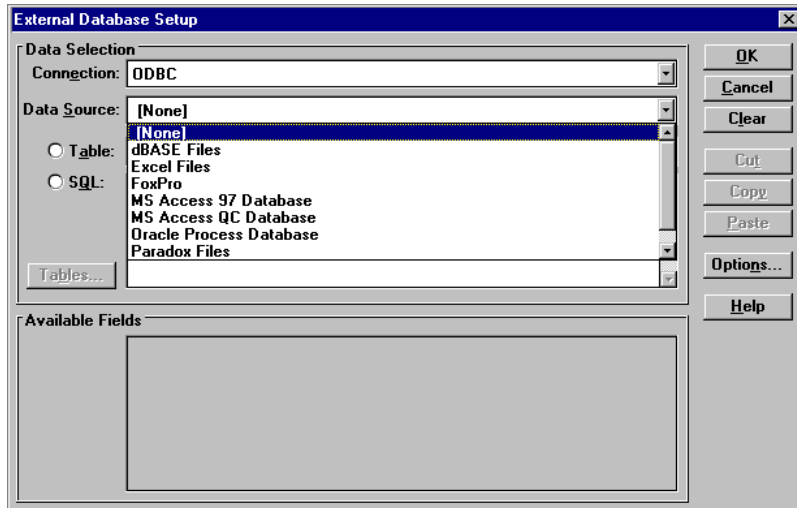 External Database Setup
Data Selection
Connection: ODBC
Data Source: [None]
[None]
dBASE Files
Excel Files
FoxPro
MS Access 97 Database
MS Access QC Database
Oracle Process Database
Paradox Files
Table:
SQL:
Tables...
Available Fields
OK
Cancel
Clear
Cut
Copy
Paste
Options...
Help